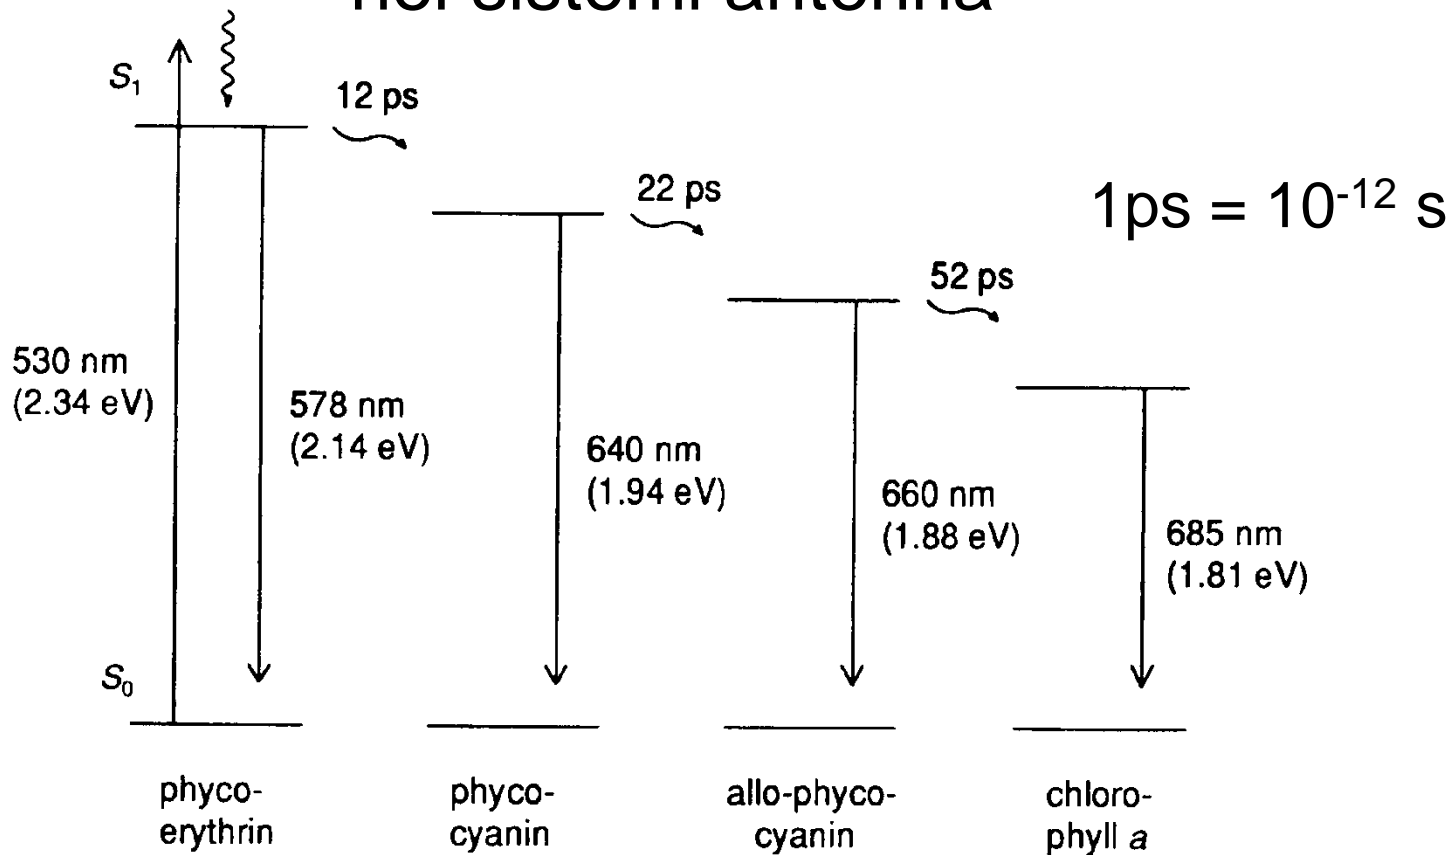 nei sistemi antenna
S₁
12 ps
22 ps
1ps = 10⁻¹² s
52 ps
530 nm
(2.34 eV)
578 nm
(2.14 eV)
640 nm
(1.94 eV)
660 nm
(1.88 eV)
685 nm
(1.81 eV)
S₀
phyco-
erythrin
phyco-
cyanin
allo-phyco-
cyanin
chloro-
phyll a